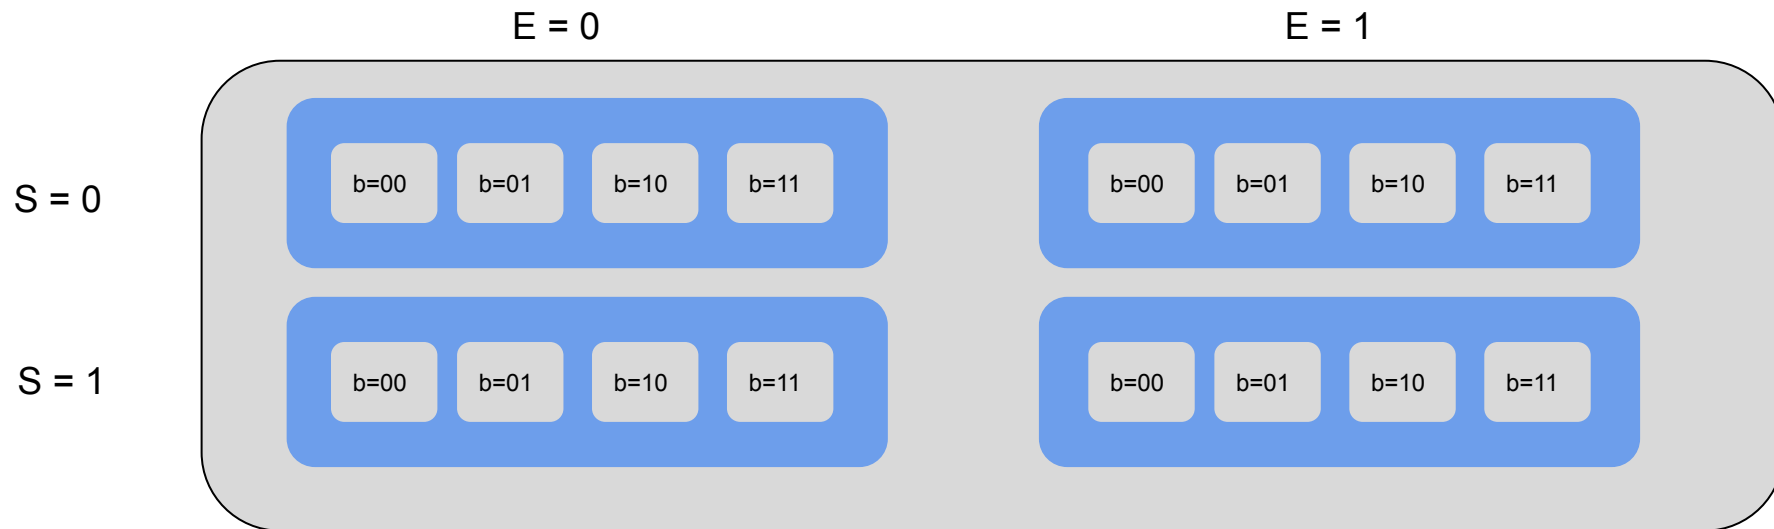 E = 0 E = 1
S = 0 b=00 b=01 b=10 b=11 b=00 b=01 b=10 b=11
S = 1 b=00 b=01 b=10 b=11 b=00 b=01 b=10 b=11